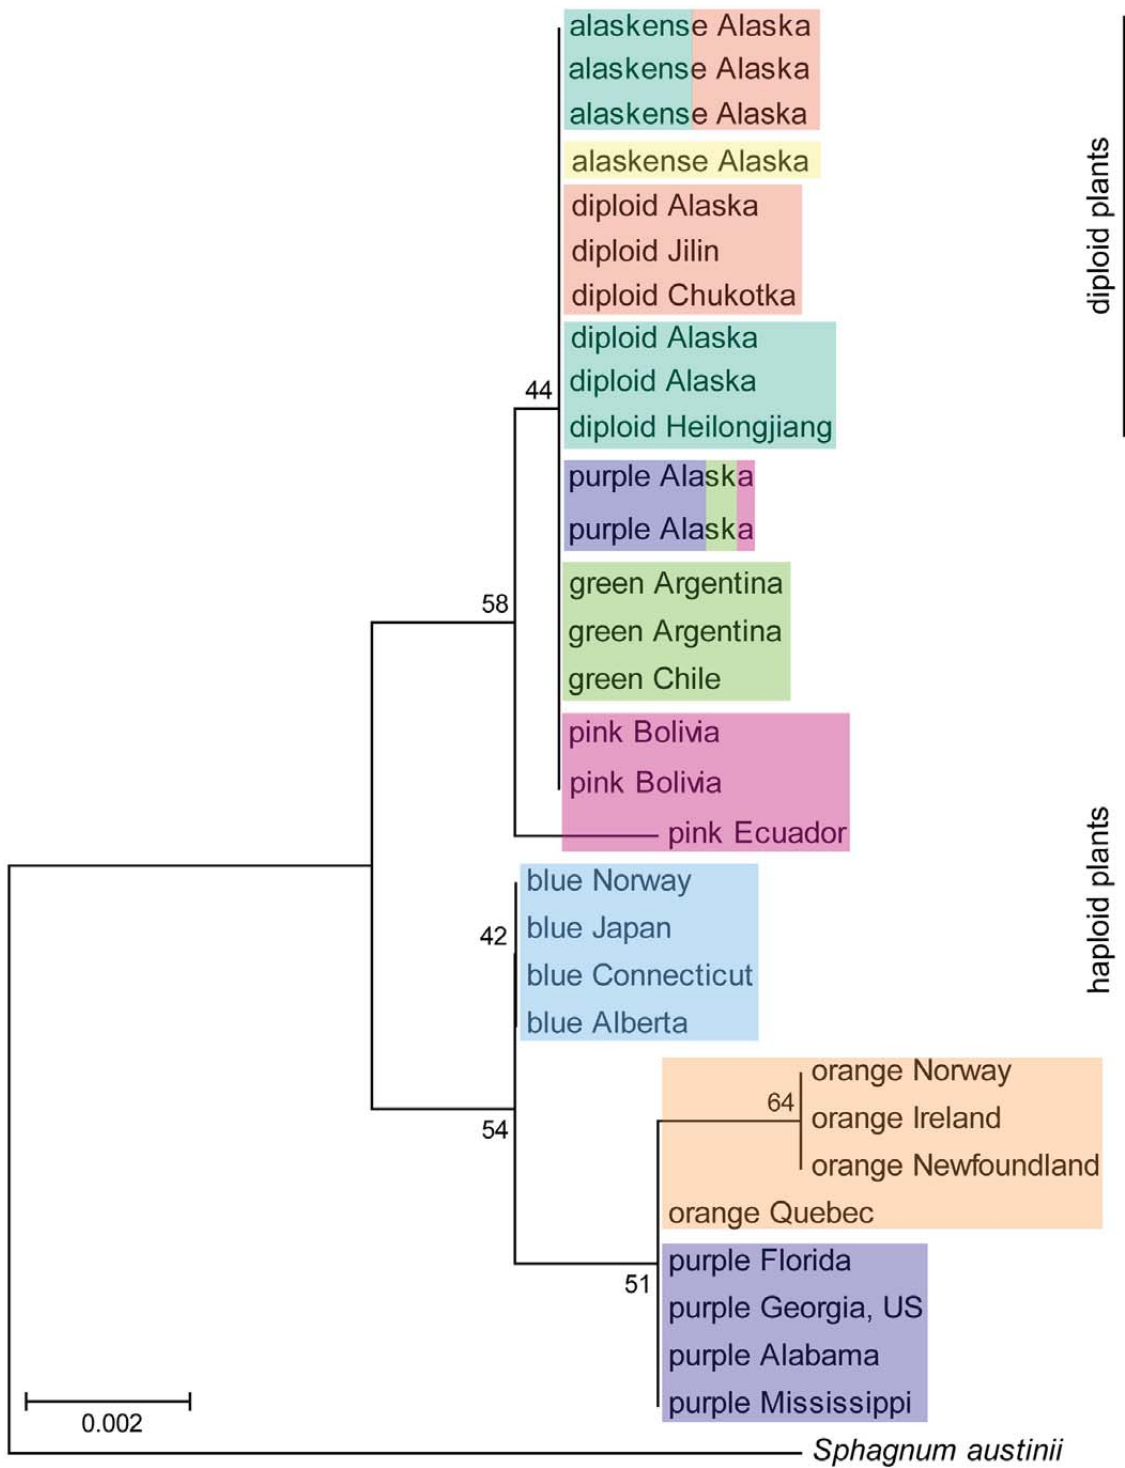 alaskense Alaska
alaskense Alaska
alaskense Alaska
alaskense Alaska
diploid Alaska
diploid Jilin
diploid Chukotka
diploid Alaska
diploid Alaska
diploid Heilongjiang
diploid plants
44
purple Alaska
purple Alaska
green Argentina
58
green Argentina
green Chile
pink Bolivia
pink Bolivia
pink Ecuador
haploid plants
blue Norway
blue Japan
42
blue Connecticut
blue Alberta
orange Norway
64
orange Ireland
54
orange Newfoundland
orange Quebec
purple Florida
51
purple Georgia, US
purple Alabama
purple Mississippi
0.002
Sphagnum austinii